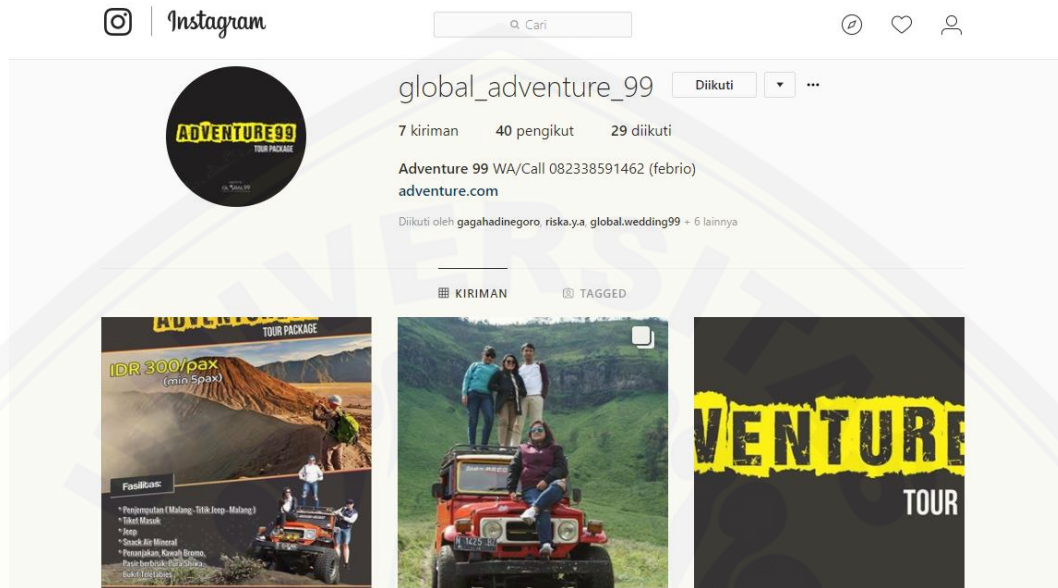 Instagram
Cari
global_adventure_99 Diikuti
ADVENTURE99
TOUR PACKAGE
7 kiriman 40 pengikut 29 diikuti
Adventure 99 WA/Call 082338591462 (febrio)
adventure.com
Diikuti oleh gagahadinegoro, riska.y.a, global.wedding99 + 6 lainnya
KIRIMAN TAGGED
TOUR PACKAGE
IDR 300/pax
(min 5pax)
Fasilitas:
* Penjemputan (Malang-Titik Jeep-Malang)
* Tiket Masuk
* Jeep
* Snack Air Mineral
* Penanjakan, Kawah Bromo,
Pasir berbisik, Pura Shiwa,
Bukit Teletabies
VENTURE
TOUR